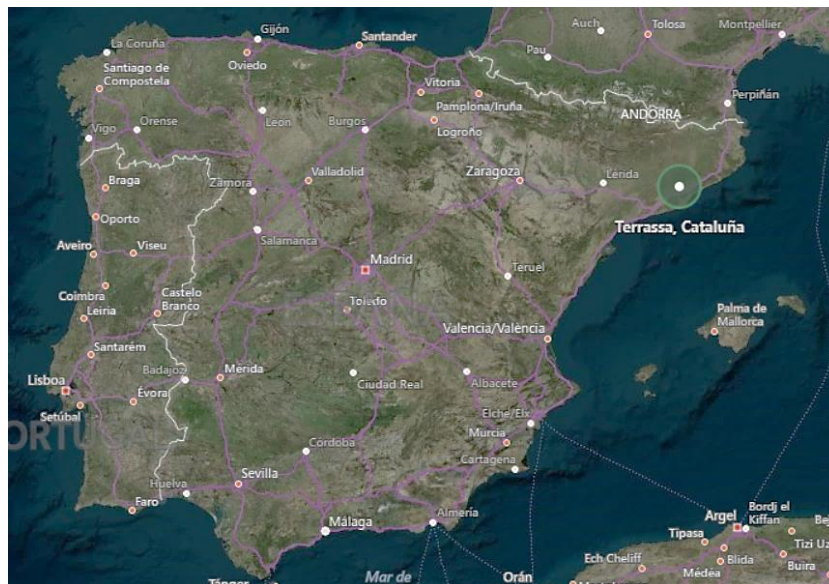 Gijón
La Coruña
Santander
Auch
Tolosa
Montpellier
Pau
Oviedo
Santiago de
Compostela
Vitoria
Perpiñán
Pamplona/Iruña
ANDORRA
León
Burgos
Logroño
Vigo
Orense
Valladolid
Zaragoza
Lérida
Braga
Zamora
Oporto
Terrassa, Cataluña
Salamanca
Aveiro
Viseu
Madrid
Teruel
Coimbra
Castelo
Branco
Leiria
Toledo
Palma de
Mallorca
Valencia/València
Santarém
Badajoz
Mérida
Lisboa
Ciudad Real
Albacete
Évora
Setúbal
Elche/Elx
Murcia
Córdoba
Cartagena
Sevilla
Huelva
Faro
Málaga
Almería
Argel
Bordj el
Kiffan
Tipasa
Tizi
Ech Cheliff
Blida
Buira
Médéa
Mar de
Orán
Tánger